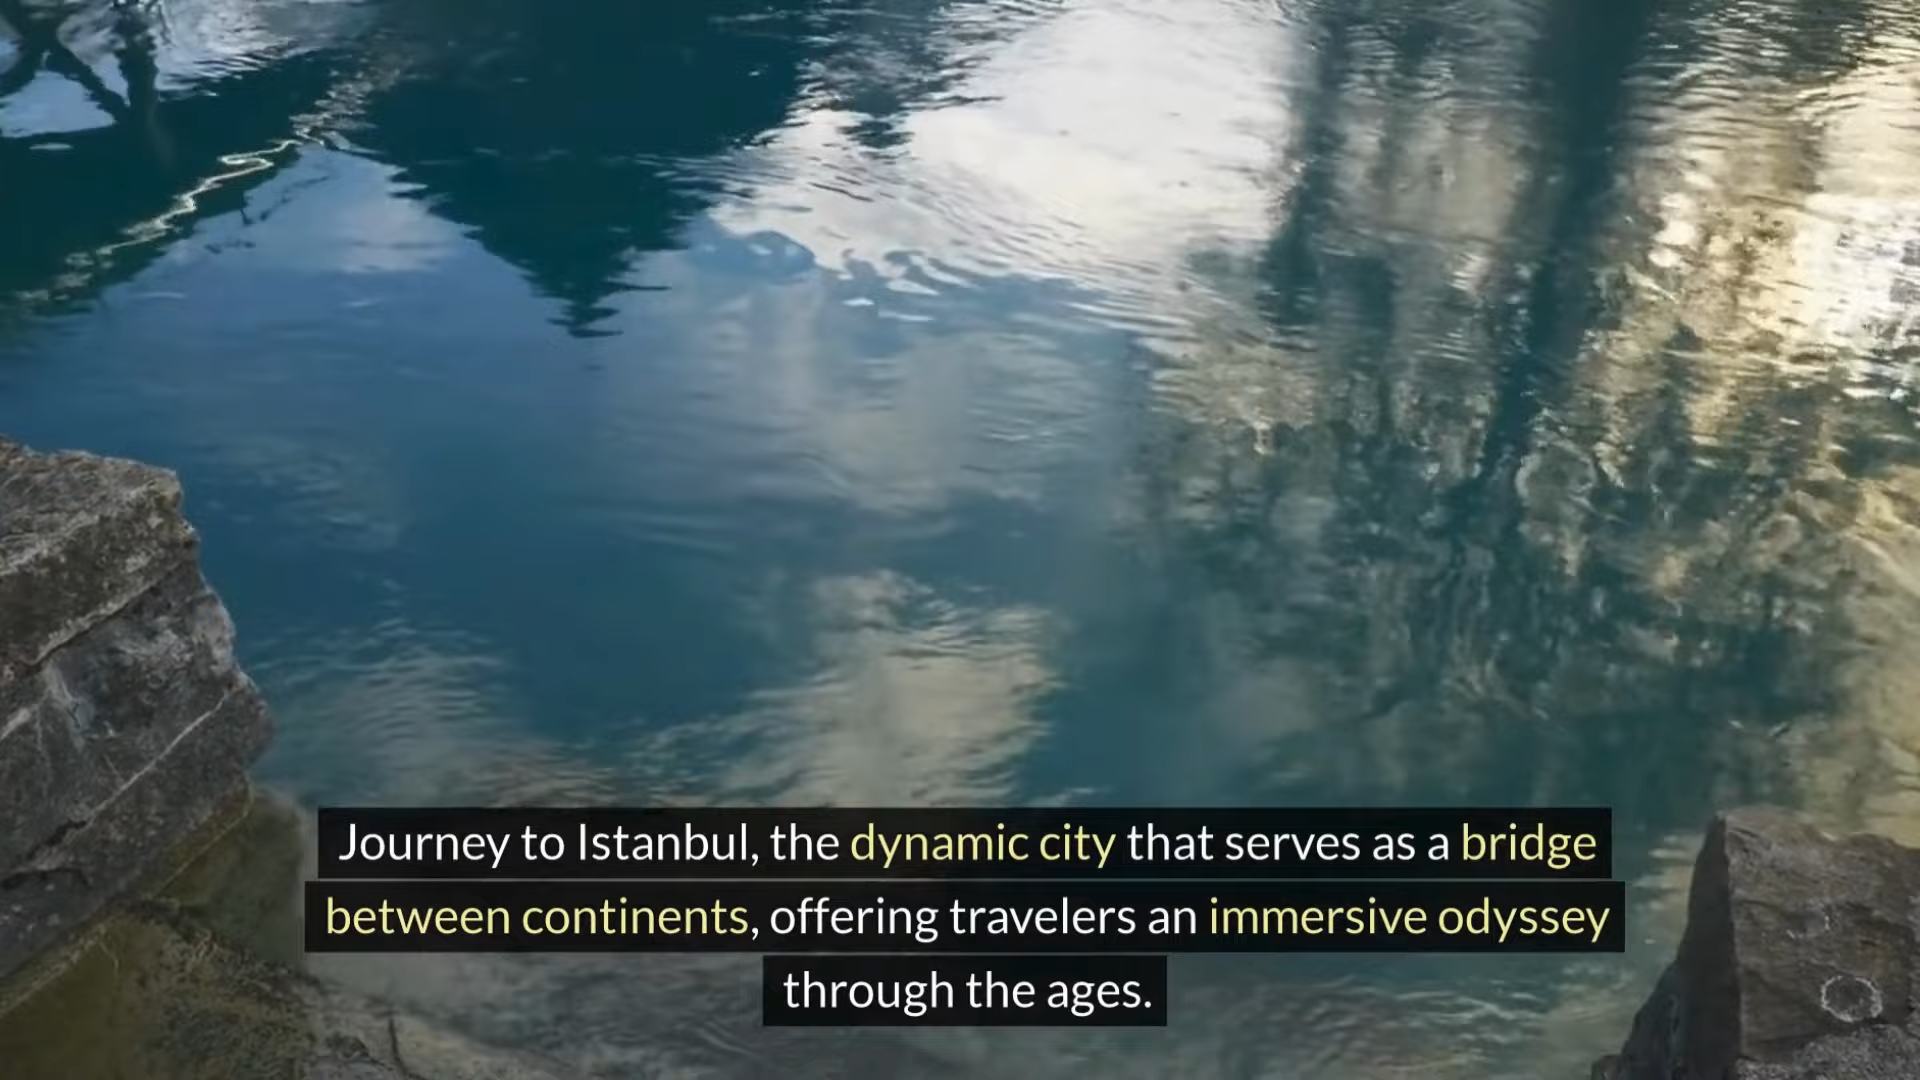 Journey to Istanbul, the dynamic city that serves as a bridge
between continents, offering travelers an immersive odyssey
through the ages.